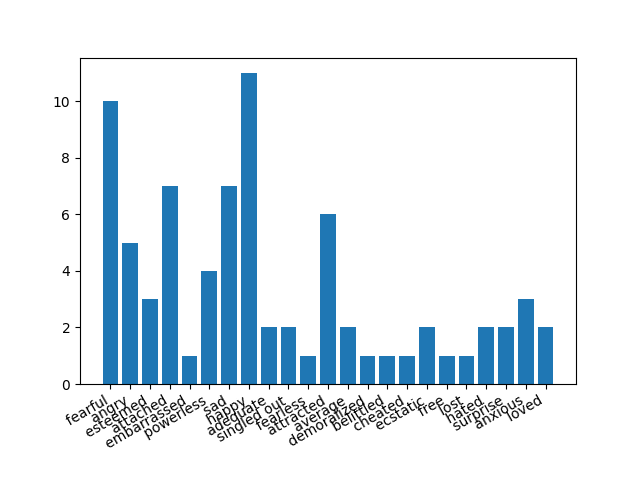 10
8
6
4
2
0
fearful
angry
esteemed
attached
embarrassed
powerless
sad
happy
adequate
singled out
fearless
attracted
average
demoralized
belittled
cheated
ecstatic
free
lost
hated
surprise
anxious
loved